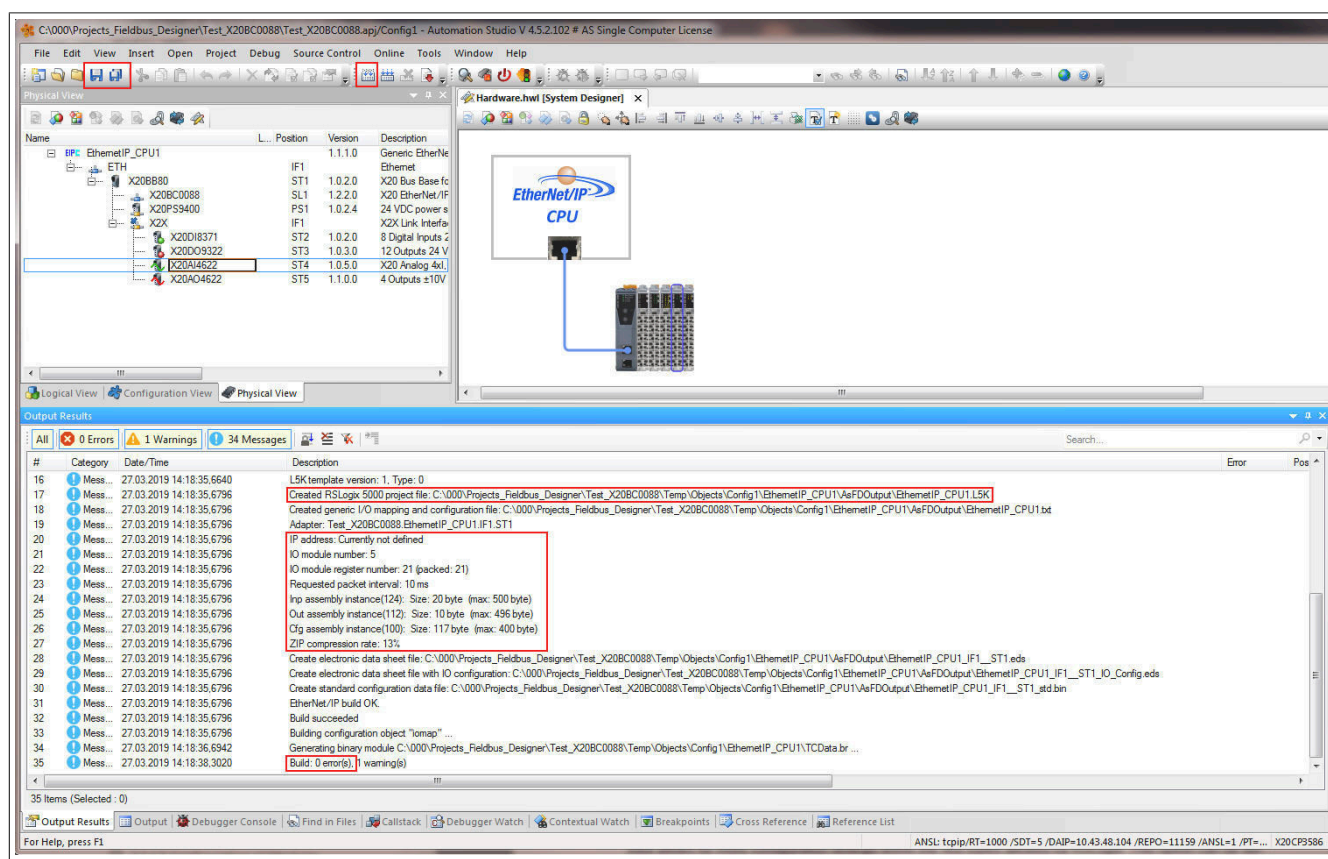 C:\000\Projects_Fieldbus_Designer\Test_X20BC0088\Test_X20BC0088.apj/Config1 - Automation Studio V 4.5.2.102 # AS Single Computer License
File Edit View Insert Open Project Debug Source Control Online Tools Window Help
Physical View
Hardware.hwl [System Designer] X
Name L... Position Version Description
EIPC EthernetIP_CPU1 1.1.1.0 Generic EtherNe
ETH IF1 Ethernet
X20BB80 ST1 1.0.2.0 X20 Bus Base fo
X20BC0088 SL1 1.2.2.0 X20 EtherNet/IP
X20PS9400 PS1 1.0.2.4 24 VDC power s
X2X IF1 X2X Link Interfa
X20DI8371 ST2 1.0.2.0 8 Digital Inputs 2
X20DO9322 ST3 1.0.3.0 12 Outputs 24 V
X20AI4622 ST4 1.0.5.0 X20 Analog 4xI,
X20AO4622 ST5 1.1.0.0 4 Outputs ±10V
EtherNet/IP
CPU
Logical View Configuration View Physical View
Output Results
All 0 Errors 1 Warnings 34 Messages Search...
# Category Date/Time Description Error Pos
16 Mess... 27.03.2019 14:18:35,6640 L5K template version: 1, Type: 0
17 Mess... 27.03.2019 14:18:35,6796 Created RSLogix 5000 project file: C:\000\Projects_Fieldbus_Designer\Test_X20BC0088\Temp\Objects\Config1\EthernetIP_CPU1\AsFDOutput\EthernetIP_CPU1.L5K
18 Mess... 27.03.2019 14:18:35,6796 Created generic I/O mapping and configuration file: C:\000\Projects_Fieldbus_Designer\Test_X20BC0088\Temp\Objects\Config1\EthernetIP_CPU1\AsFDOutput\EthernetIP_CPU1.txt
19 Mess... 27.03.2019 14:18:35,6796 Adapter: Test_X20BC0088.EthernetIP_CPU1.IF1.ST1
20 Mess... 27.03.2019 14:18:35,6796 IP address: Currently not defined
21 Mess... 27.03.2019 14:18:35,6796 IO module number: 5
22 Mess... 27.03.2019 14:18:35,6796 IO module register number: 21 (packed: 21)
23 Mess... 27.03.2019 14:18:35,6796 Requested packet interval: 10 ms
24 Mess... 27.03.2019 14:18:35,6796 Inp assembly instance(124): Size: 20 byte (max: 500 byte)
25 Mess... 27.03.2019 14:18:35,6796 Out assembly instance(112): Size: 10 byte (max: 496 byte)
26 Mess... 27.03.2019 14:18:35,6796 Cfg assembly instance(100): Size: 117 byte (max: 400 byte)
27 Mess... 27.03.2019 14:18:35,6796 ZIP compression rate: 13%
28 Mess... 27.03.2019 14:18:35,6796 Create electronic data sheet file: C:\000\Projects_Fieldbus_Designer\Test_X20BC0088\Temp\Objects\Config1\EthernetIP_CPU1\AsFDOutput\EthernetIP_CPU1_IF1__ST1.eds
29 Mess... 27.03.2019 14:18:35,6796 Create electronic data sheet file with IO configuration: C:\000\Projects_Fieldbus_Designer\Test_X20BC0088\Temp\Objects\Config1\EthernetIP_CPU1\AsFDOutput\EthernetIP_CPU1_IF1__ST1_IO_Config.eds
30 Mess... 27.03.2019 14:18:35,6796 Create standard configuration data file: C:\000\Projects_Fieldbus_Designer\Test_X20BC0088\Temp\Objects\Config1\EthernetIP_CPU1\AsFDOutput\EthernetIP_CPU1_IF1__ST1_std.bin
31 Mess... 27.03.2019 14:18:35,6796 EtherNet/IP build OK.
32 Mess... 27.03.2019 14:18:35,6796 Build succeeded
33 Mess... 27.03.2019 14:18:35,6796 Building configuration object "iomap" ...
34 Mess... 27.03.2019 14:18:36,6942 Generating binary module C:\000\Projects_Fieldbus_Designer\Test_X20BC0088\Temp\Objects\Config1\EthernetIP_CPU1\TCData.br ...
35 Mess... 27.03.2019 14:18:38,3020 Build: 0 error(s), 1 warning(s)
35 Items (Selected : 0)
Output Results Output Debugger Console Find in Files Callstack Debugger Watch Contextual Watch Breakpoints Cross Reference Reference List
For Help, press F1 ANSL: tcpip/RT=1000 /SDT=5 /DAIP=10.43.48.104 /REPO=11159 /ANSL=1 /PT=... X20CP3586